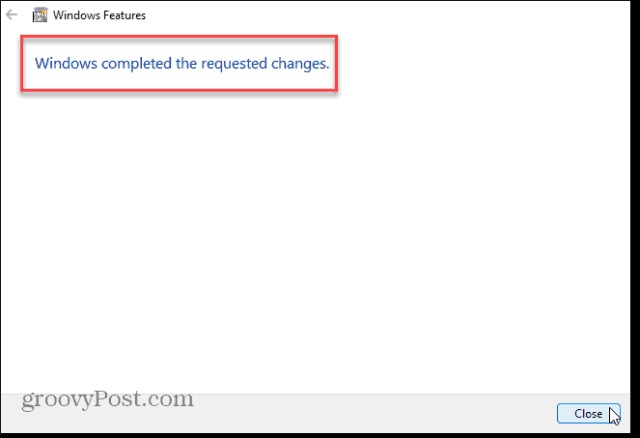 Windows Features
Windows completed the requested changes.
groovyPost.com
Close